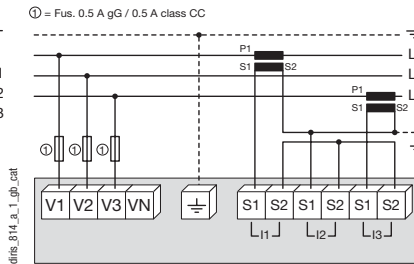 ① = Fus. 0.5 A gG / 0.5 A class CC
P1
L
S1 S2
1
L
2
P1
L
3
S1 S2
① ① ①
diris_814_a_1_gb_cat
V1 V2 V3 VN S1 S2 S1 S2 S1 S2
I1 I2 I3